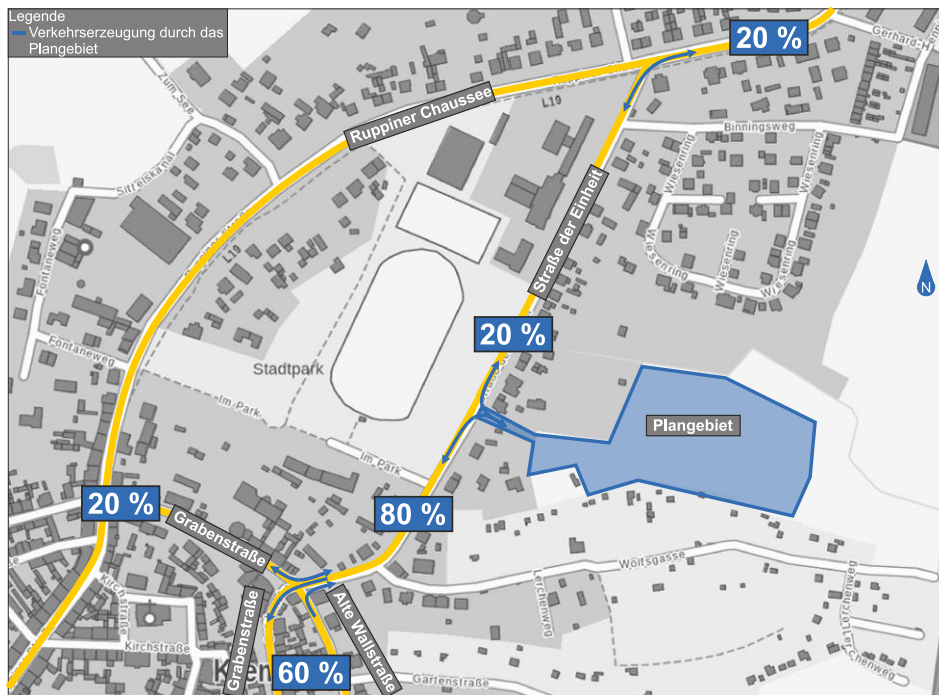 Legende
Verkehrserzeugung durch das
Plangebiet
20 %
Gerhard-
Zum See
Ruppiner Chaussee
L19
Binningsweg
Sittelskanal
Wiesenring
Wiesenring
Straße der Einheit
Fontaneweg
L19
Wiesenring
Wiesenring
Wiesenring
N
20 %
Fontaneweg
Stadtpark
Im Park
Plangebiet
Im Park
20 %
80 %
Grabenstraße
Wolfsgasse
Kirchstraße
Lerchenweg
Lerchenweg
Grabenstraße
Alte Wallstraße
Kirchstraße
Lerchenweg
60 %
Gartenstraße